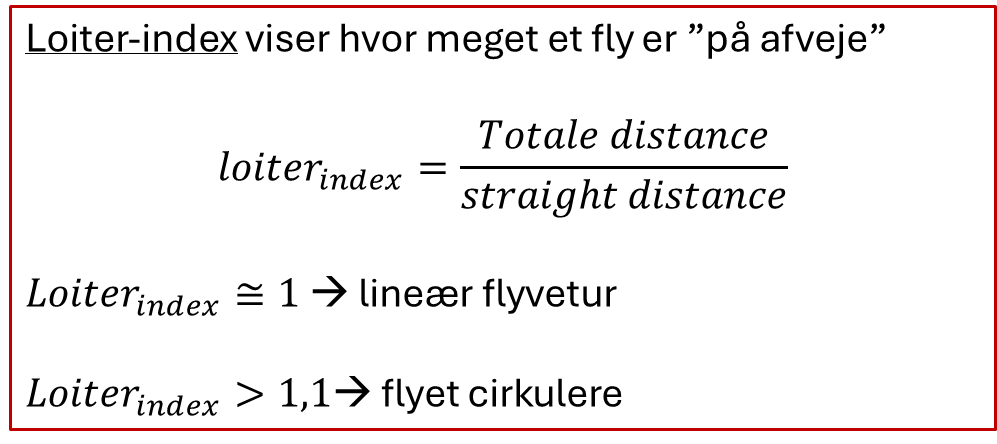 Loiter-index viser hvor meget et fly er ”på afveje”
loiter_index = Totale distance / straight distance
Loiter_index ≅ 1 → lineær flyvetur
Loiter_index > 1,1→ flyet cirkulere